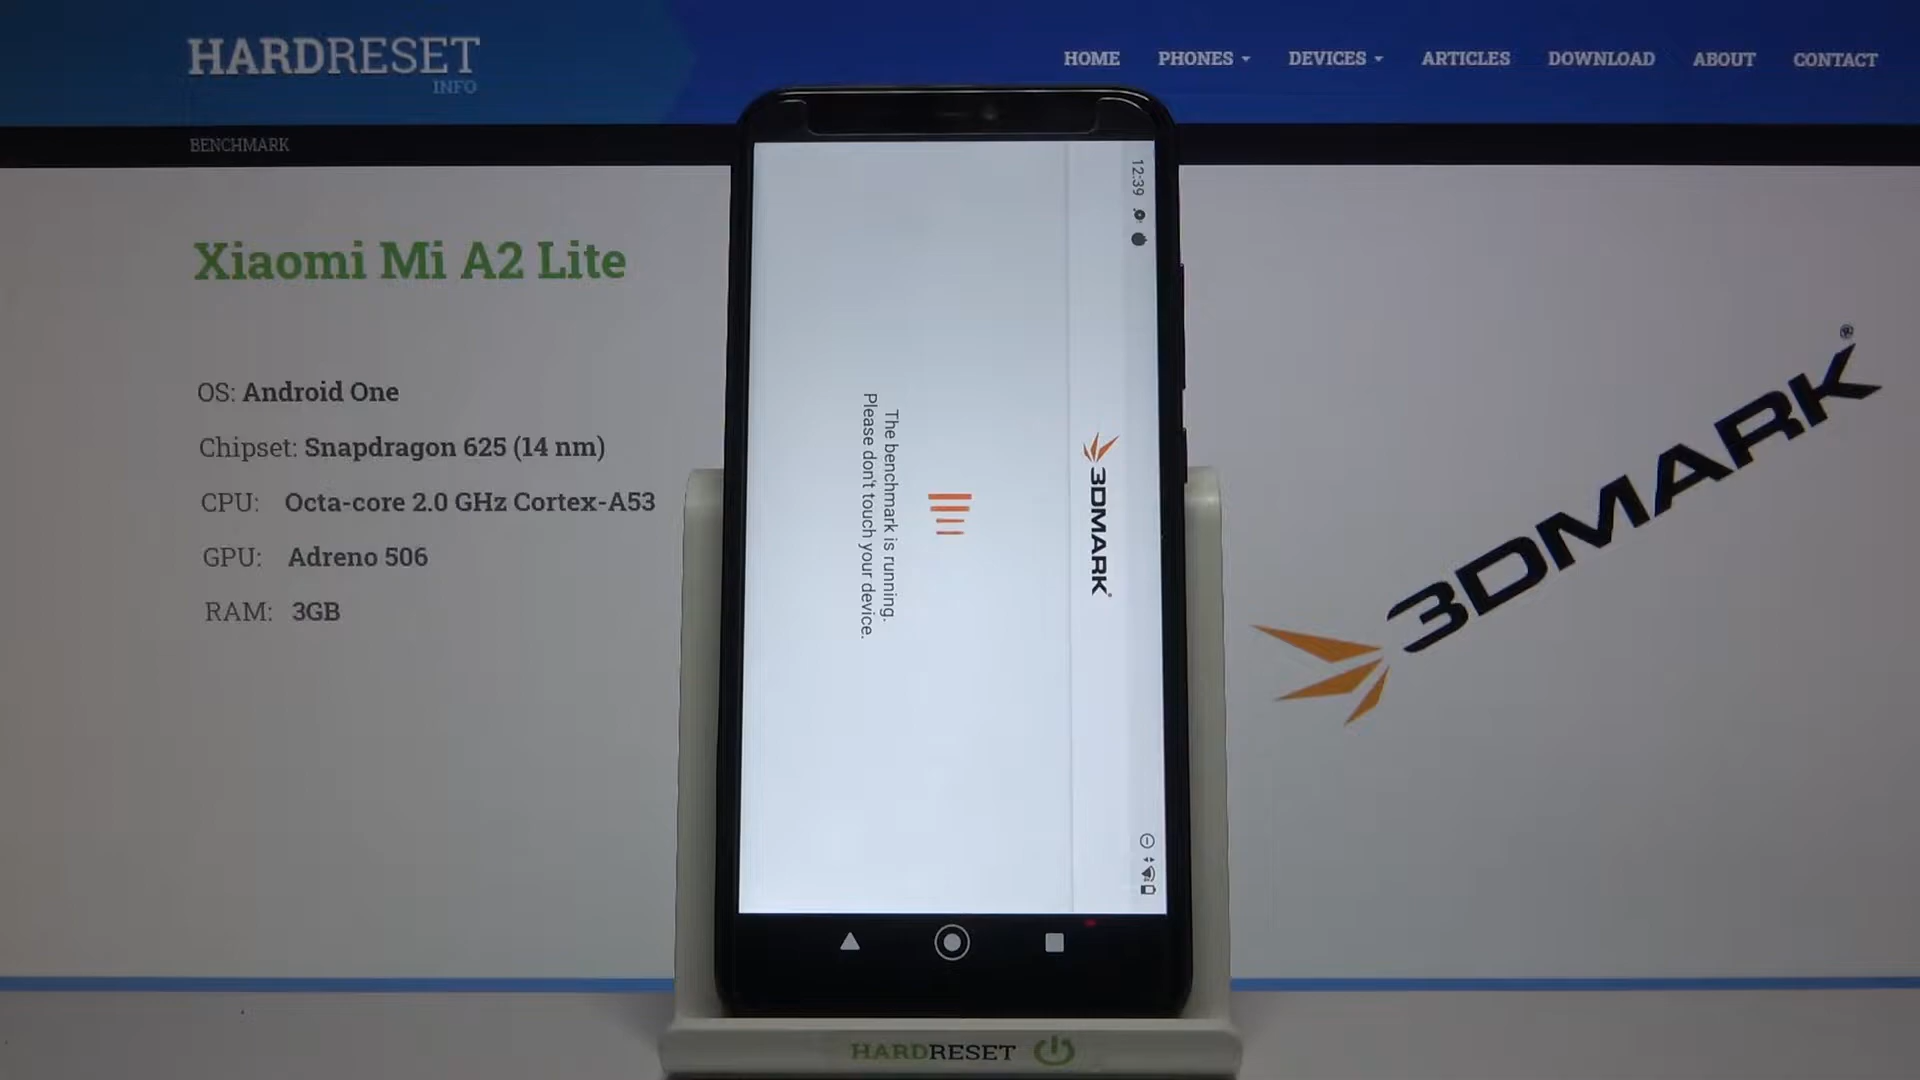 HARDRESET
INFO
HOME PHONES DEVICES ARTICLES DOWNLOAD ABOUT CONTACT
BENCHMARK
Xiaomi Mi A2 Lite
OS: Android One
Chipset: Snapdragon 625 (14 nm)
CPU: Octa-core 2.0 GHz Cortex-A53
GPU: Adreno 506
RAM: 3GB
12:39
3DMARK
The benchmark is running.
Please don't touch your device.
3DMARK®
HARDRESET